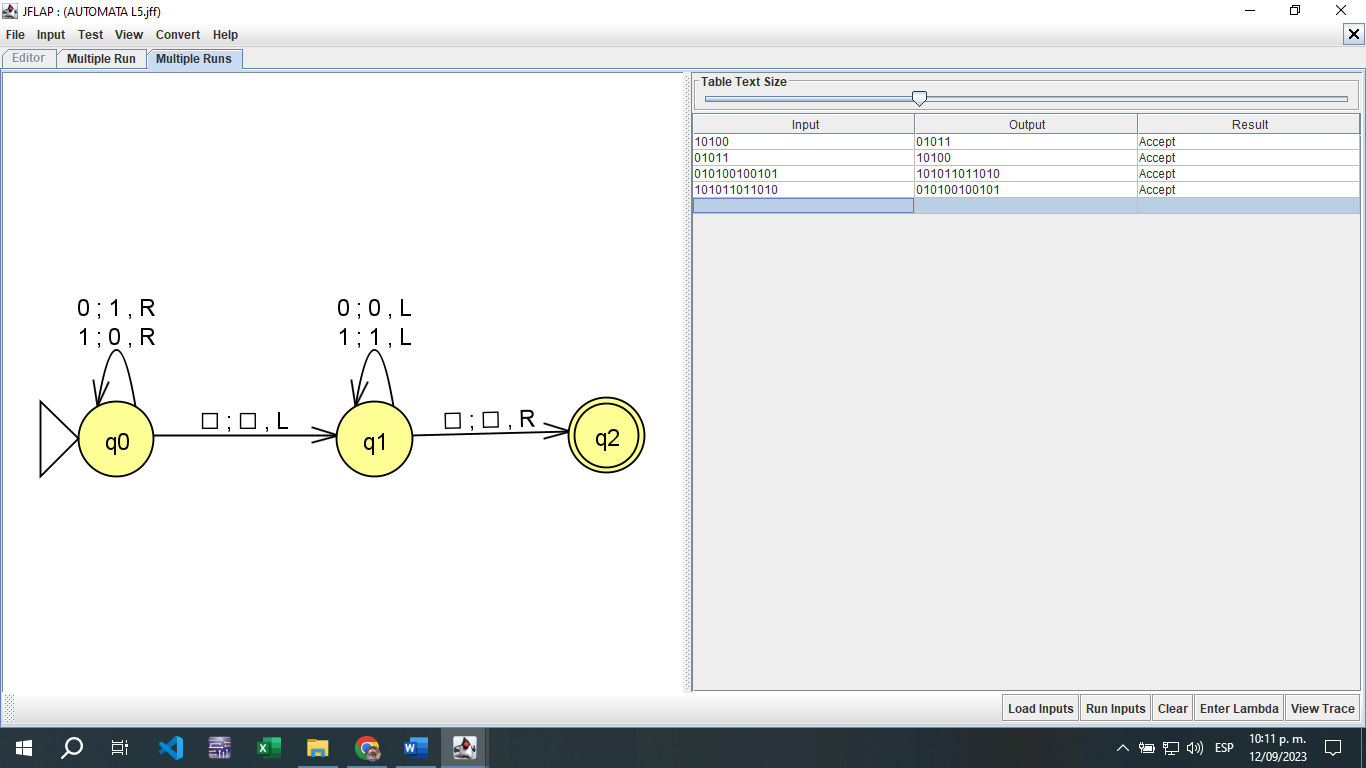 JFLAP : (AUTOMATA L5.jff)
File Input Test View Convert Help
Editor Multiple Run Multiple Runs
Table Text Size
Input Output Result
10100 01011 Accept
01011 10100 Accept
010100100101 101011011010 Accept
101011011010 010100100101 Accept
0 ; 1 , R
1 ; 0 , R
0 ; 0 , L
1 ; 1 , L
□ ; □ , L
□ ; □ , R
q0
q1
q2
Load Inputs Run Inputs Clear Enter Lambda View Trace
ESP
10:11 p. m.
12/09/2023